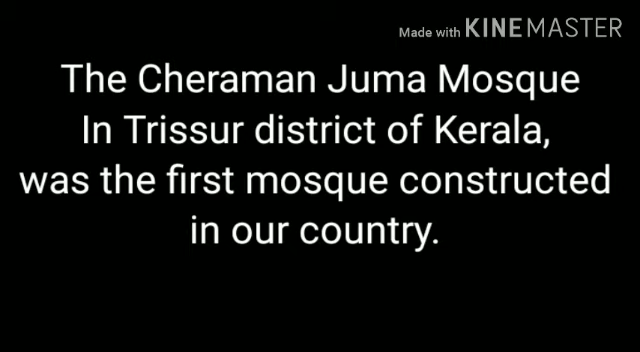 Made with KINEMASTER
The Cheraman Juma Mosque
In Trissur district of Kerala,
was the first mosque constructed
in our country.